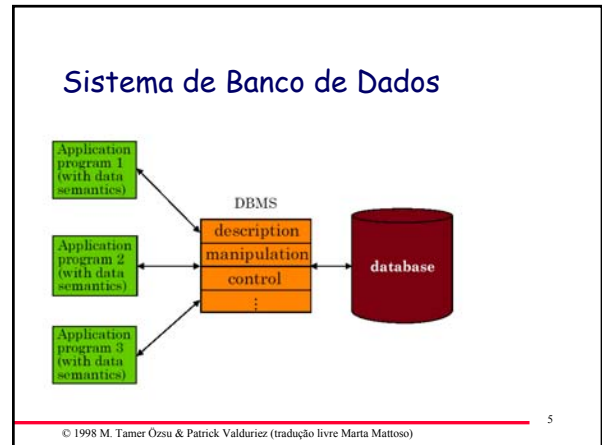 Sistema de Banco de Dados
Application
program 1
(with data
semantics)
DBMS
description
manipulation
control
⋮
Application
program 2
(with data
semantics)
database
Application
program 3
(with data
semantics)
5
© 1998 M. Tamer Özsu & Patrick Valduriez (tradução livre Marta Mattoso)